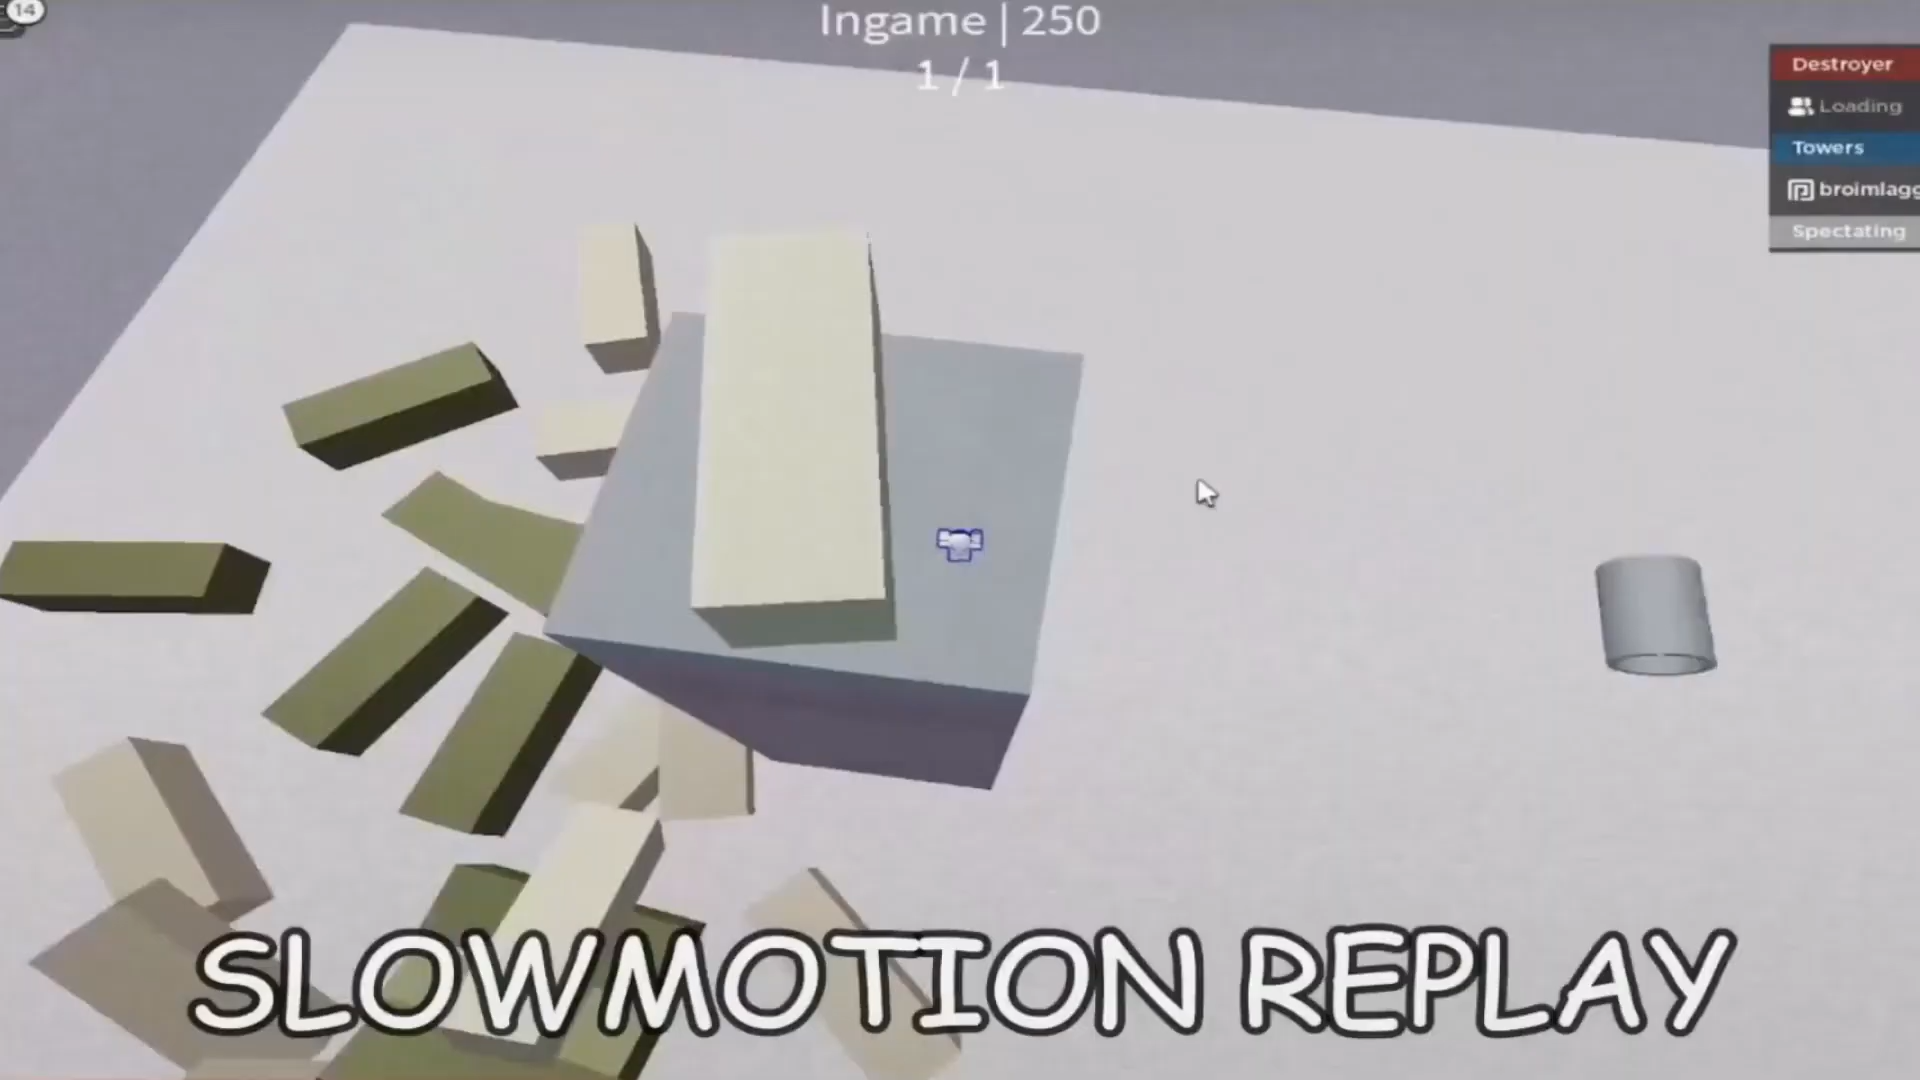 14
Ingame | 250
1 / 1
Destroyer
Loading
Towers
broimlagg
Spectating
SLOWMOTION REPLAY